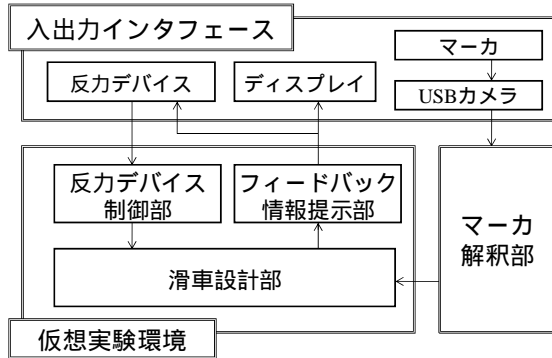 入出力インタフェース
マーカ
反力デバイス
ディスプレイ
USBカメラ
反力デバイス
制御部
フィードバック
情報提示部
マーカ
解釈部
滑車設計部
仮想実験環境